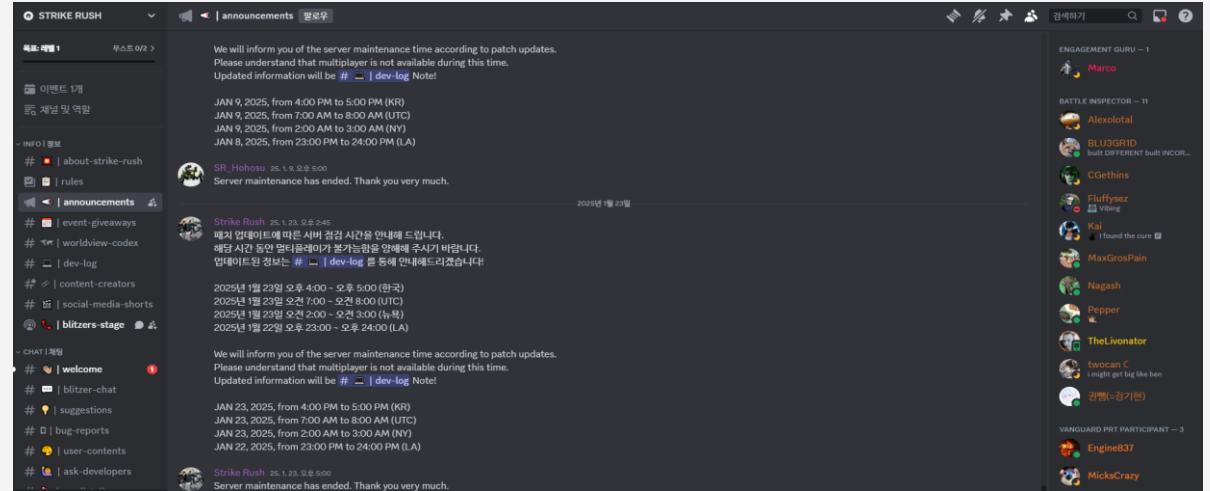 STRIKE RUSH
목표: 레벨 1
부스트 0/2 >
이벤트 1개
채널 및 역할
INFO | 정보
# | about-strike-rush
| rules
| announcements
# | event-giveaways
# | worldview-codex
# | dev-log
# | content-creators
# | social-media-shorts
| blitzers-stage
CHAT | 채팅
# | welcome
1
# | blitzer-chat
# | suggestions
# | bug-reports
# | user-contents
# | ask-developers
| announcements
팔로우
검색하기
We will inform you of the server maintenance time according to patch updates.
Please understand that multiplayer is not available during this time.
Updated information will be # | dev-log Note!
JAN 9, 2025, from 4:00 PM to 5:00 PM (KR)
JAN 9, 2025, from 7:00 AM to 8:00 AM (UTC)
JAN 9, 2025, from 2:00 AM to 3:00 AM (NY)
JAN 8, 2025, from 23:00 PM to 24:00 PM (LA)
SR_Hohosu 25. 1. 9. 오후 5:00
Server maintenance has ended. Thank you very much.
2025년 1월 23일
Strike Rush 25. 1. 23. 오후 2:45
패치 업데이트에 따른 서버 점검 시간을 안내해 드립니다.
해당 시간 동안 멀티플레이가 불가능함을 양해해 주시기 바랍니다.
업데이트된 정보는 # | dev-log 를 통해 안내해드리겠습니다!
2025년 1월 23일 오후 4:00 ~ 오후 5:00 (한국)
2025년 1월 23일 오전 7:00 ~ 오전 8:00 (UTC)
2025년 1월 23일 오전 2:00 ~ 오전 3:00 (뉴욕)
2025년 1월 22일 오후 23:00 ~ 오후 24:00 (LA)
We will inform you of the server maintenance time according to patch updates.
Please understand that multiplayer is not available during this time.
Updated information will be # | dev-log Note!
JAN 23, 2025, from 4:00 PM to 5:00 PM (KR)
JAN 23, 2025, from 7:00 AM to 8:00 AM (UTC)
JAN 23, 2025, from 2:00 AM to 3:00 AM (NY)
JAN 22, 2025, from 23:00 PM to 24:00 PM (LA)
Strike Rush 25. 1. 23. 오후 5:00
Server maintenance has ended. Thank you very much.
ENGAGEMENT GURU — 1
Marco
BATTLE INSPECTOR — 11
Alexolotal
BLU3GR1D
built DIFFERENT built INCOR...
CGethins
Fluffysez
Vibing
Kai
I found the cure
MaxGrosPain
Nagash
Pepper
TheLivonator
twocan ☾
i might get big like ben
권뺌(=검기현)
VANGUARD PRT PARTICIPANT — 3
Engine837
MicksCrazy